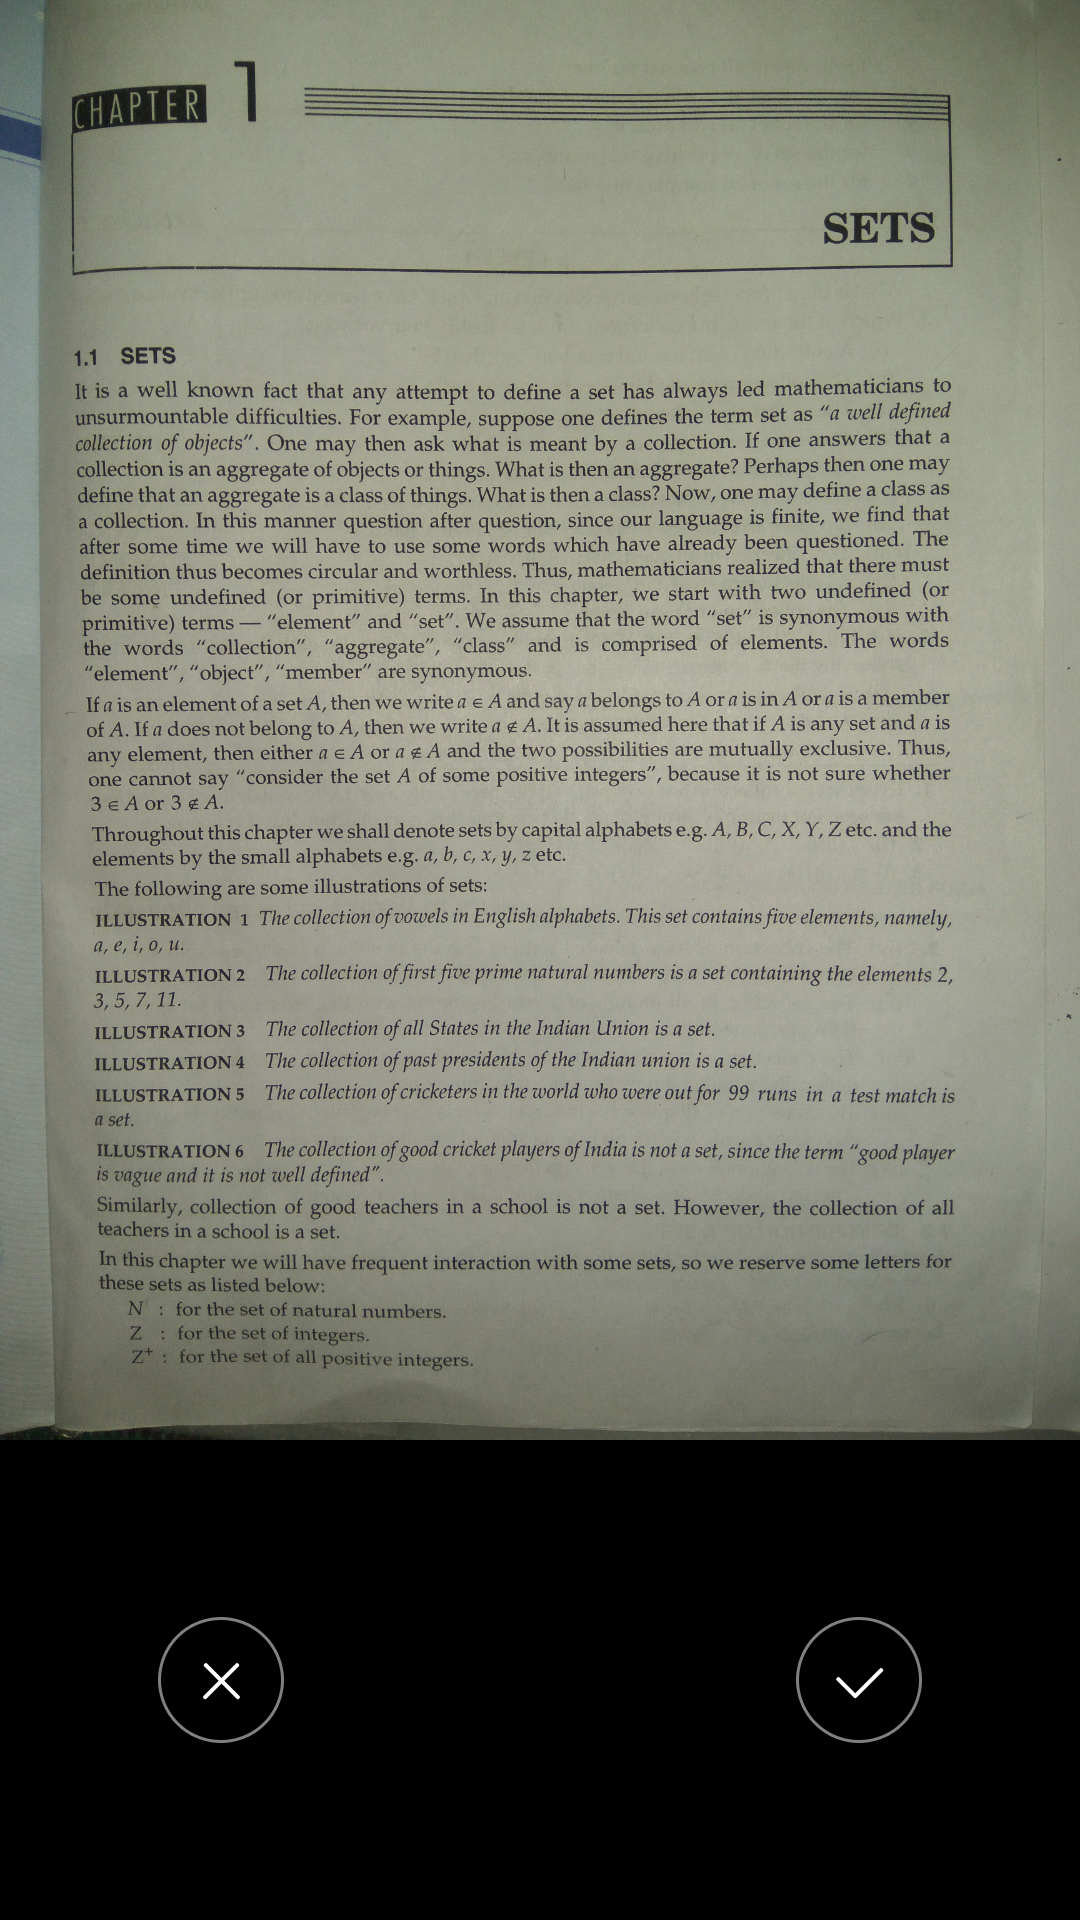 CHAPTER 1
SETS
1.1 SETS
It is a well known fact that any attempt to define a set has always led mathematicians to
unsurmountable difficulties. For example, suppose one defines the term set as “a well defined
collection of objects”. One may then ask what is meant by a collection. If one answers that a
collection is an aggregate of objects or things. What is then an aggregate? Perhaps then one may
define that an aggregate is a class of things. What is then a class? Now, one may define a class as
a collection. In this manner question after question, since our language is finite, we find that
after some time we will have to use some words which have already been questioned. The
definition thus becomes circular and worthless. Thus, mathematicians realized that there must
be some undefined (or primitive) terms. In this chapter, we start with two undefined (or
primitive) terms — “element” and “set”. We assume that the word “set” is synonymous with
the words “collection”, “aggregate”, “class” and is comprised of elements. The words
“element”, “object”, “member” are synonymous.
If a is an element of a set A, then we write a ∈ A and say a belongs to A or a is in A or a is a member
of A. If a does not belong to A, then we write a ∉ A. It is assumed here that if A is any set and a is
any element, then either a ∈ A or a ∉ A and the two possibilities are mutually exclusive. Thus,
one cannot say “consider the set A of some positive integers”, because it is not sure whether
3 ∈ A or 3 ∉ A.
Throughout this chapter we shall denote sets by capital alphabets e.g. A, B, C, X, Y, Z etc. and the
elements by the small alphabets e.g. a, b, c, x, y, z etc.
The following are some illustrations of sets:
ILLUSTRATION 1 The collection of vowels in English alphabets. This set contains five elements, namely,
a, e, i, o, u.
ILLUSTRATION 2 The collection of first five prime natural numbers is a set containing the elements 2,
3, 5, 7, 11.
ILLUSTRATION 3 The collection of all States in the Indian Union is a set.
ILLUSTRATION 4 The collection of past presidents of the Indian union is a set.
ILLUSTRATION 5 The collection of cricketers in the world who were out for 99 runs in a test match is
a set.
ILLUSTRATION 6 The collection of good cricket players of India is not a set, since the term “good player
is vague and it is not well defined”.
Similarly, collection of good teachers in a school is not a set. However, the collection of all
teachers in a school is a set.
In this chapter we will have frequent interaction with some sets, so we reserve some letters for
these sets as listed below:
N : for the set of natural numbers.
Z : for the set of integers.
Z⁺ : for the set of all positive integers.